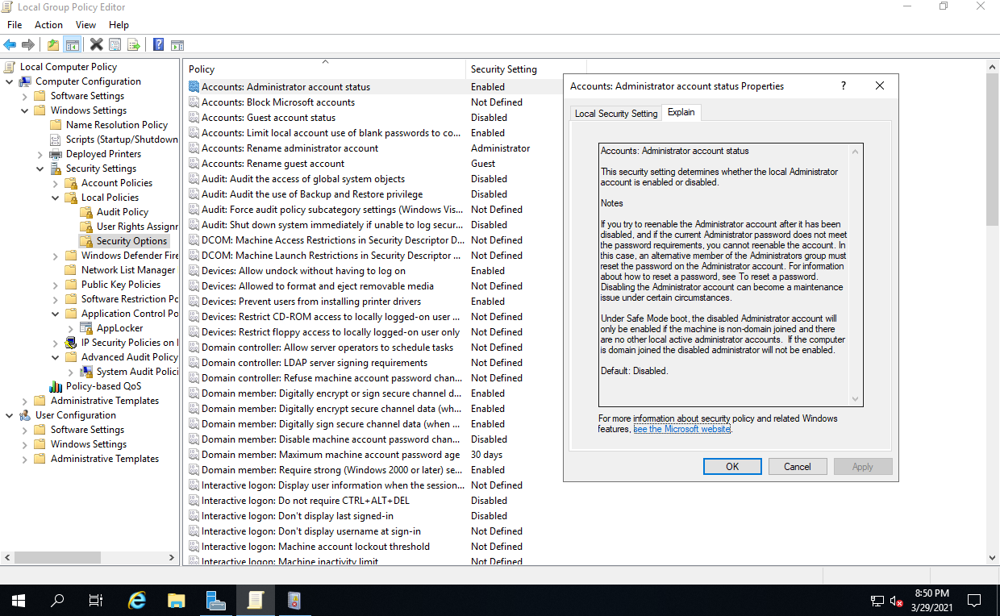 Local Group Policy Editor
File Action View Help
Local Computer Policy
Computer Configuration
Software Settings
Windows Settings
Name Resolution Policy
Scripts (Startup/Shutdown
Deployed Printers
Security Settings
Account Policies
Local Policies
Audit Policy
User Rights Assignr
Security Options
Windows Defender Fire
Network List Manager
Public Key Policies
Software Restriction Po
Application Control Po
AppLocker
IP Security Policies on l
Advanced Audit Policy
System Audit Polici
Policy-based QoS
Administrative Templates
User Configuration
Software Settings
Windows Settings
Administrative Templates
Policy Security Setting
Accounts: Administrator account status Enabled
Accounts: Block Microsoft accounts Not Defined
Accounts: Guest account status Disabled
Accounts: Limit local account use of blank passwords to co... Enabled
Accounts: Rename administrator account Administrator
Accounts: Rename guest account Guest
Audit: Audit the access of global system objects Disabled
Audit: Audit the use of Backup and Restore privilege Disabled
Audit: Force audit policy subcategory settings (Windows Vis... Not Defined
Audit: Shut down system immediately if unable to log secur... Disabled
DCOM: Machine Access Restrictions in Security Descriptor D... Not Defined
DCOM: Machine Launch Restrictions in Security Descriptor ... Not Defined
Devices: Allow undock without having to log on Enabled
Devices: Allowed to format and eject removable media Not Defined
Devices: Prevent users from installing printer drivers Enabled
Devices: Restrict CD-ROM access to locally logged-on user ... Not Defined
Devices: Restrict floppy access to locally logged-on user only Not Defined
Domain controller: Allow server operators to schedule tasks Not Defined
Domain controller: LDAP server signing requirements Not Defined
Domain controller: Refuse machine account password chan... Not Defined
Domain member: Digitally encrypt or sign secure channel d... Enabled
Domain member: Digitally encrypt secure channel data (wh... Enabled
Domain member: Digitally sign secure channel data (when ... Enabled
Domain member: Disable machine account password chan... Disabled
Domain member: Maximum machine account password age 30 days
Domain member: Require strong (Windows 2000 or later) se... Enabled
Interactive logon: Display user information when the session... Not Defined
Interactive logon: Do not require CTRL+ALT+DEL Disabled
Interactive logon: Don't display last signed-in Disabled
Interactive logon: Don't display username at sign-in Not Defined
Interactive logon: Machine account lockout threshold Not Defined
Interactive logon: Machine inactivity limit Not Defined
Accounts: Administrator account status Properties ?
Local Security Setting Explain
Accounts: Administrator account status
This security setting determines whether the local Administrator
account is enabled or disabled.
Notes
If you try to reenable the Administrator account after it has been
disabled, and if the current Administrator password does not meet
the password requirements, you cannot reenable the account. In
this case, an alternative member of the Administrators group must
reset the password on the Administrator account. For information
about how to reset a password, see To reset a password.
Disabling the Administrator account can become a maintenance
issue under certain circumstances.
Under Safe Mode boot, the disabled Administrator account will
only be enabled if the machine is non-domain joined and there
are no other local active administrator accounts. If the computer
is domain joined the disabled administrator will not be enabled.
Default: Disabled.
For more information about security policy and related Windows
features, see the Microsoft website.
OK Cancel Apply
8:50 PM
3/29/2021